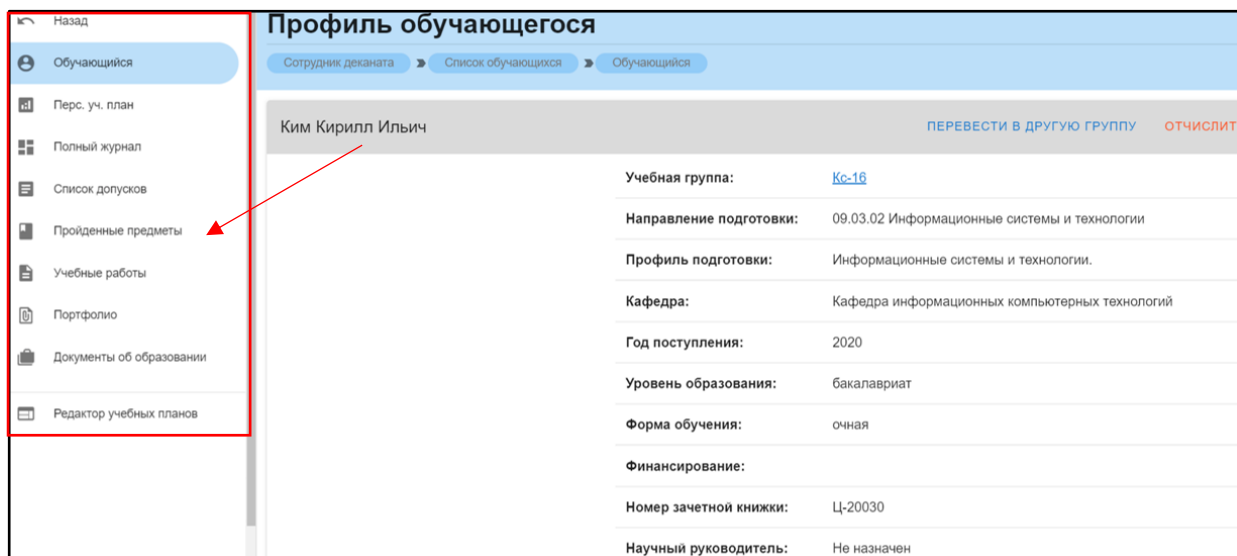 Назад
Обучающийся
Перс. уч. план
Полный журнал
Список допусков
Пройденные предметы
Учебные работы
Портфолио
Документы об образовании
Редактор учебных планов
Профиль обучающегося
Сотрудник деканата Список обучающихся Обучающийся
Ким Кирилл Ильич ПЕРЕВЕСТИ В ДРУГУЮ ГРУППУ ОТЧИСЛИТ
Учебная группа: Кс-16
Направление подготовки: 09.03.02 Информационные системы и технологии
Профиль подготовки: Информационные системы и технологии.
Кафедра: Кафедра информационных компьютерных технологий
Год поступления: 2020
Уровень образования: бакалавриат
Форма обучения: очная
Финансирование:
Номер зачетной книжки: Ц-20030
Научный руководитель: Не назначен